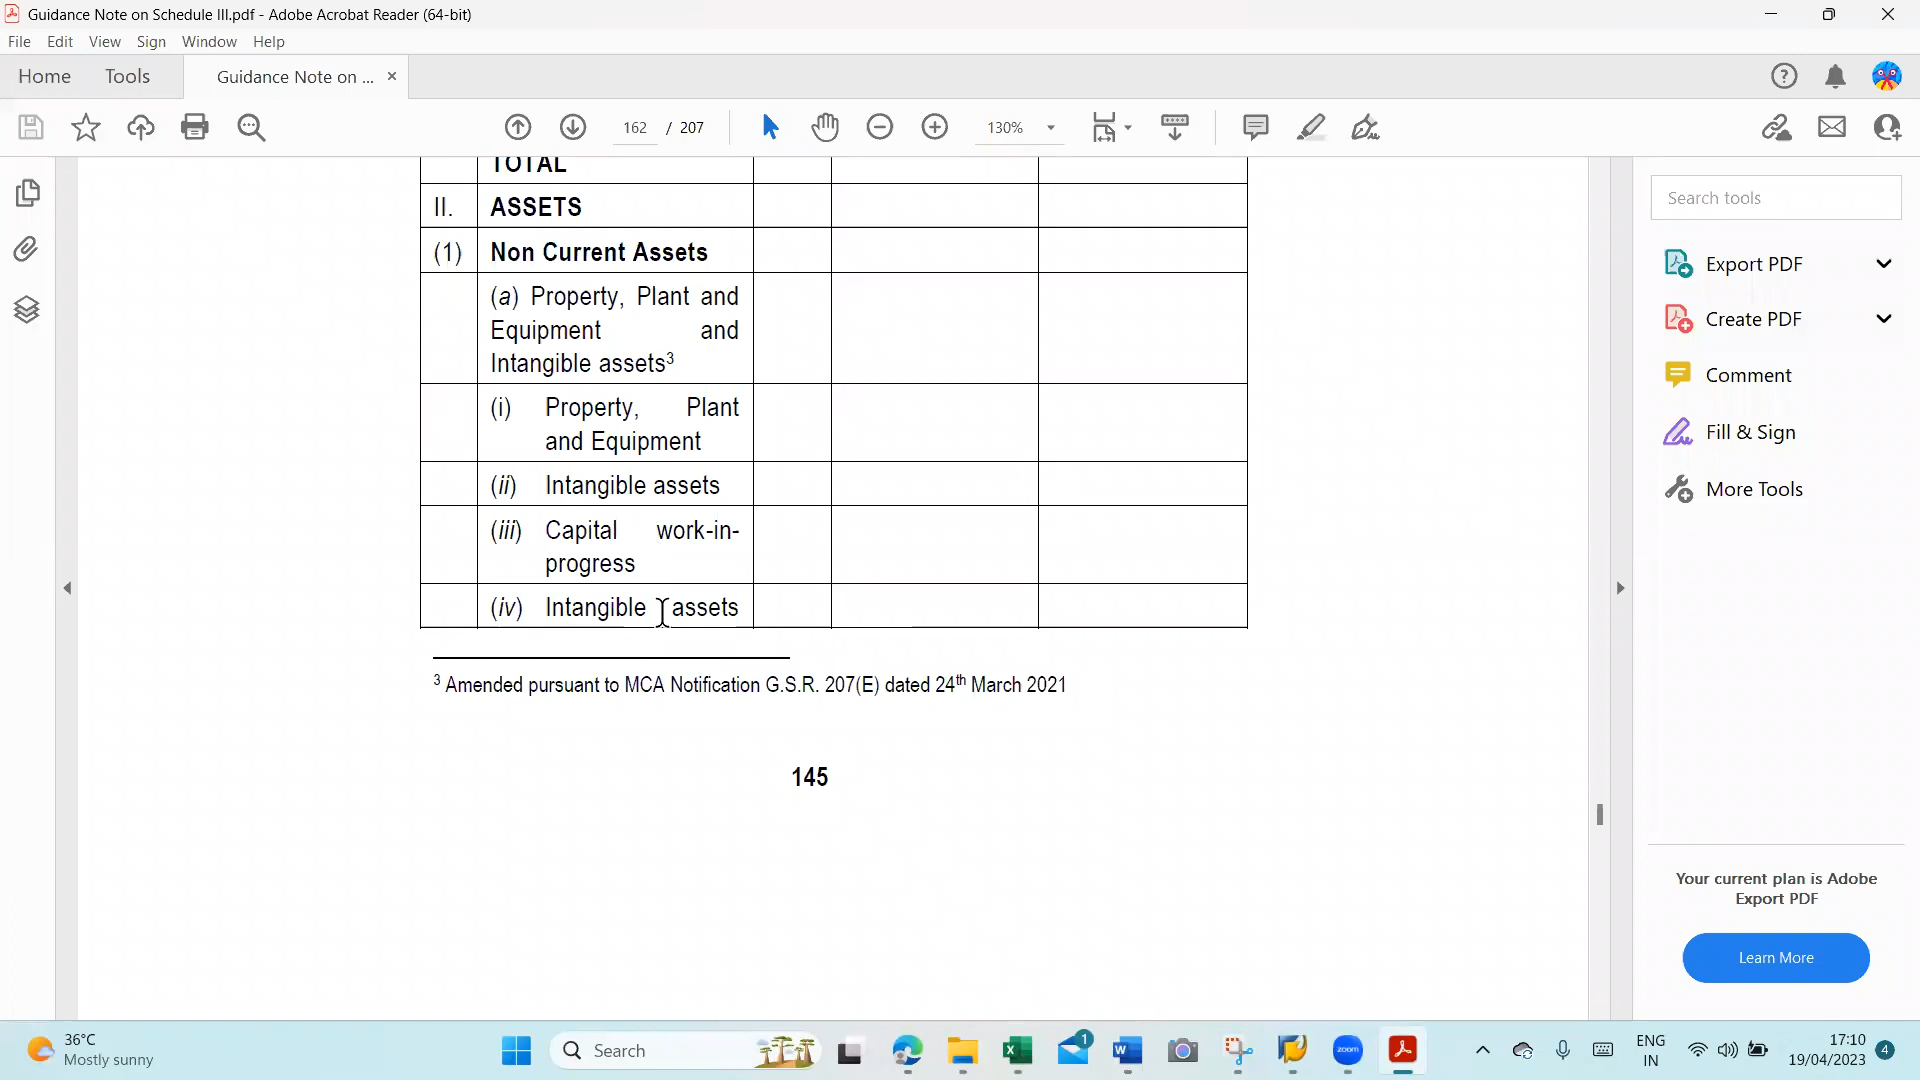 Guidance Note on Schedule III.pdf - Adobe Acrobat Reader (64-bit)
File Edit View Sign Window Help
Home Tools Guidance Note on ... ×
162 / 207 130%
TOTAL
II. ASSETS
(1) Non Current Assets
(a) Property, Plant and
Equipment and
Intangible assets³
(i) Property, Plant
and Equipment
(ii) Intangible assets
(iii) Capital work-in-
progress
(iv) Intangible assets
³ Amended pursuant to MCA Notification G.S.R. 207(E) dated 24th March 2021
145
Search tools
Export PDF
Create PDF
Comment
Fill & Sign
More Tools
Your current plan is Adobe
Export PDF
Learn More
36°C
Mostly sunny
Search
1
W
zoom
ENG
IN
17:10
19/04/2023
4